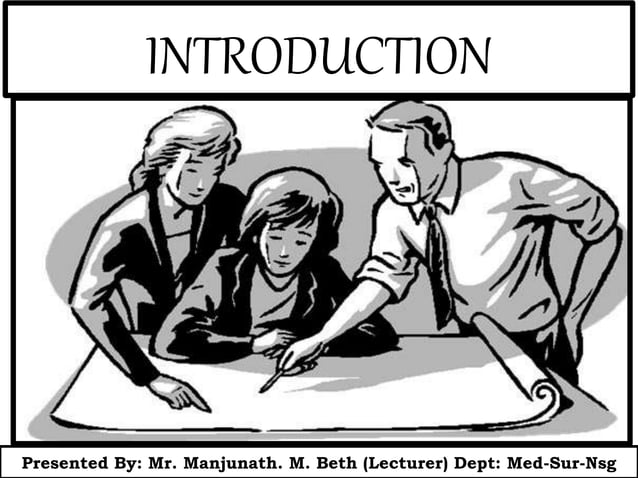 INTRODUCTION
Presented By: Mr. Manjunath. M. Beth (Lecturer) Dept: Med-Sur-Nsg